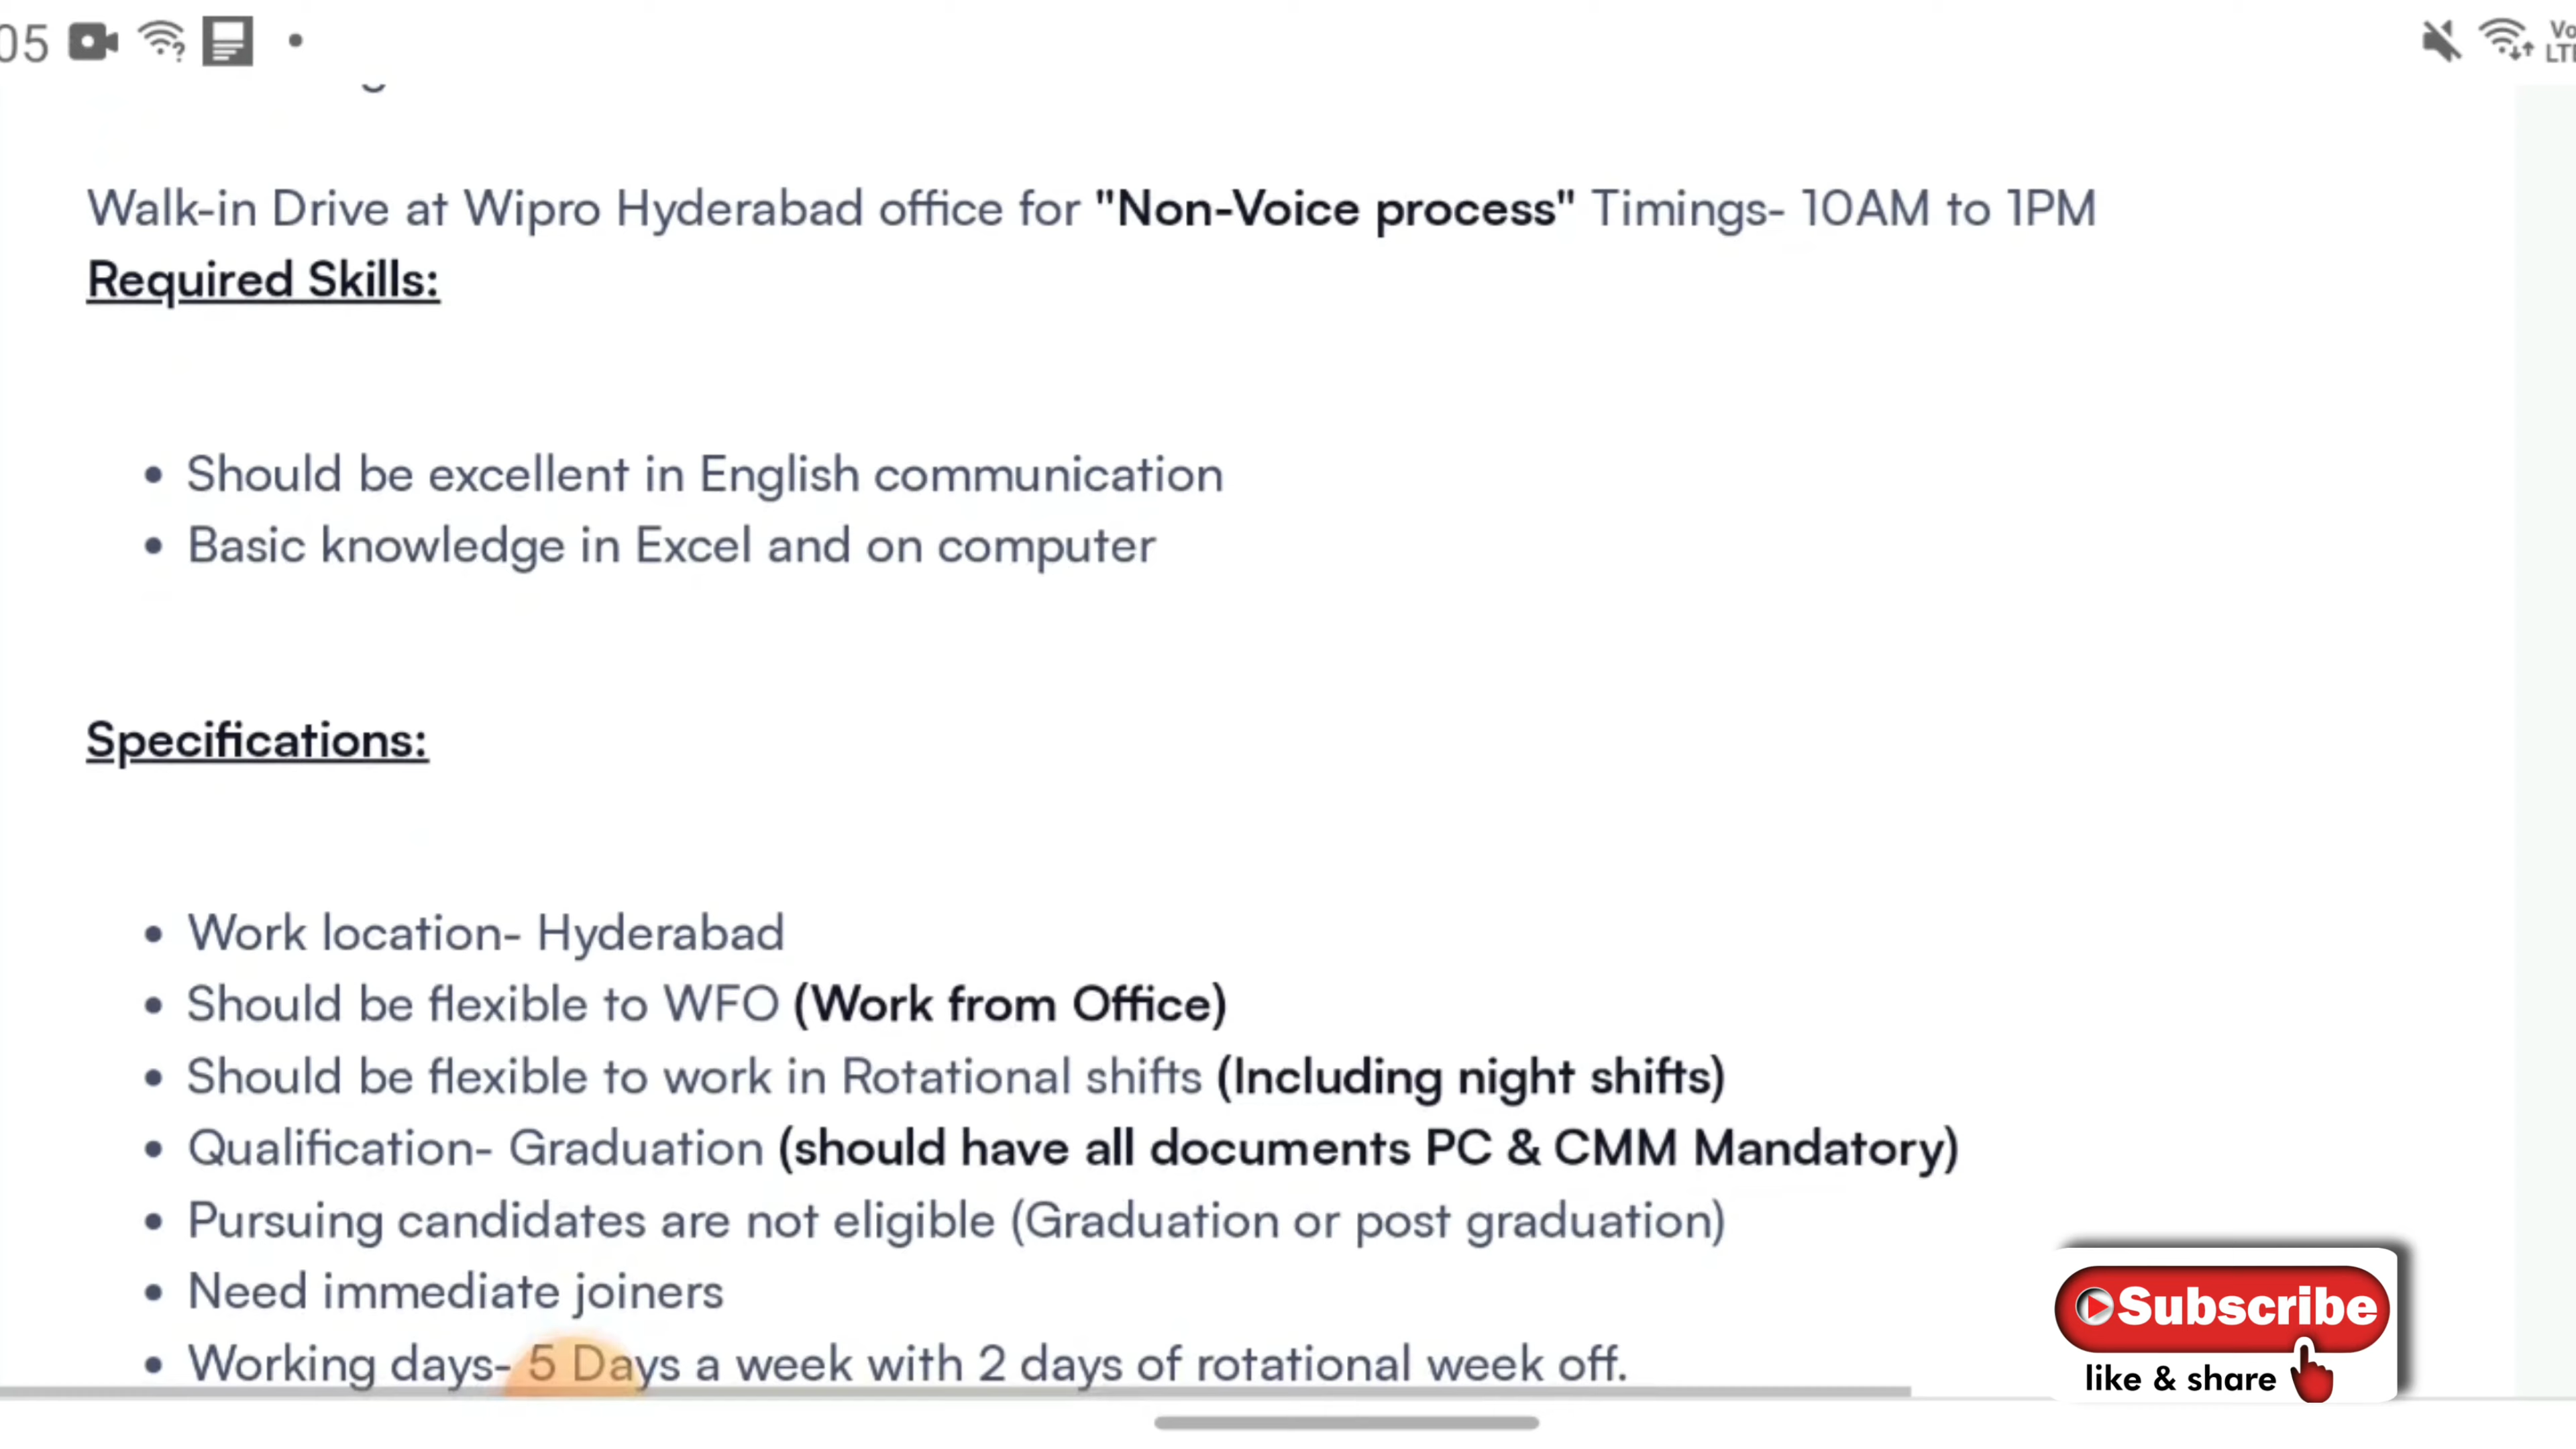 05
Vo
LTE
Walk-in Drive at Wipro Hyderabad office for "Non-Voice process" Timings- 10AM to 1PM
Required Skills:
• Should be excellent in English communication
• Basic knowledge in Excel and on computer
Specifications:
• Work location- Hyderabad
• Should be flexible to WFO (Work from Office)
• Should be flexible to work in Rotational shifts (Including night shifts)
• Qualification- Graduation (should have all documents PC & CMM Mandatory)
• Pursuing candidates are not eligible (Graduation or post graduation)
• Need immediate joiners
• Working days- 5 Days a week with 2 days of rotational week off.
Subscribe
like & share